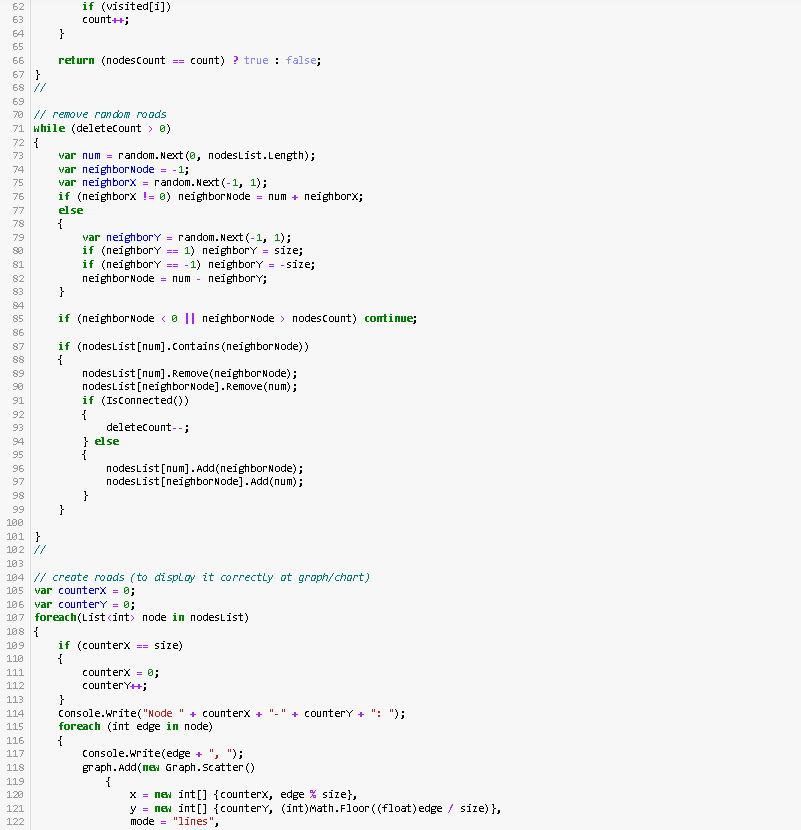 62 if (visited[i])
63 count++;
64 }
65
66 return (nodesCount == count) ? true : false;
67 }
68 //
69
70 // remove random roads
71 while (deleteCount > 0)
72 {
73 var num = random.Next(0, nodesList.Length);
74 var neighborNode = -1;
75 var neighborX = random.Next(-1, 1);
76 if (neighborX != 0) neighborNode = num + neighborX;
77 else
78 {
79 var neighborY = random.Next(-1, 1);
80 if (neighborY == 1) neighborY = size;
81 if (neighborY == -1) neighborY = -size;
82 neighborNode = num - neighborY;
83 }
84
85 if (neighborNode < 0 || neighborNode > nodesCount) continue;
86
87 if (nodesList[num].Contains(neighborNode))
88 {
89 nodesList[num].Remove(neighborNode);
90 nodesList[neighborNode].Remove(num);
91 if (IsConnected())
92 {
93 deleteCount--;
94 } else
95 {
96 nodesList[num].Add(neighborNode);
97 nodesList[neighborNode].Add(num);
98 }
99 }
100
101 }
102 //
103
104 // create roads (to display it correctly at graph/chart)
105 var counterX = 0;
106 var counterY = 0;
107 foreach(List<int> node in nodesList)
108 {
109 if (counterX == size)
110 {
111 counterX = 0;
112 counterY++;
113 }
114 Console.Write("Node " + counterX + "-" + counterY + ": ");
115 foreach (int edge in node)
116 {
117 Console.Write(edge + ", ");
118 graph.Add(new Graph.Scatter()
119 {
120 x = new int[] {counterX, edge % size},
121 y = new int[] {counterY, (int)Math.Floor((float)edge / size)},
122 mode = "lines",